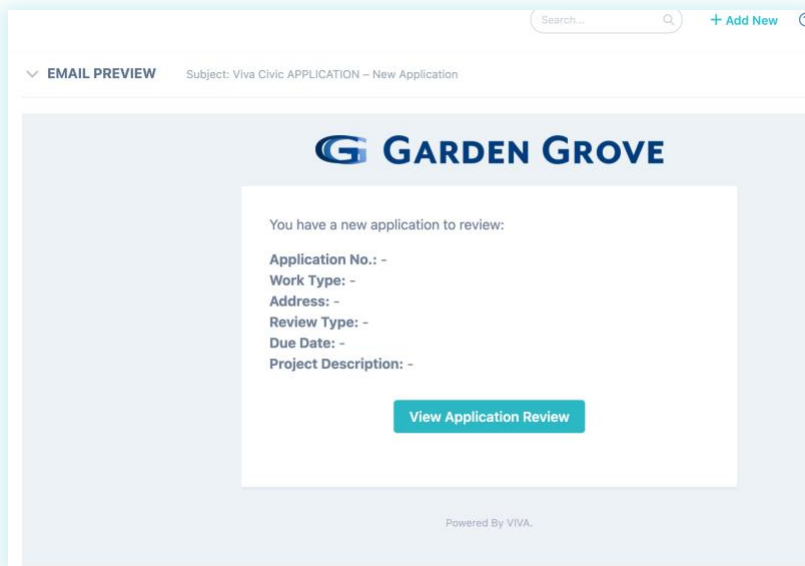 Search...
+ Add New
EMAIL PREVIEW
Subject: Viva Civic APPLICATION – New Application
GARDEN GROVE
You have a new application to review:
Application No.: -
Work Type: -
Address: -
Review Type: -
Due Date: -
Project Description: -
View Application Review
Powered By VIVA.